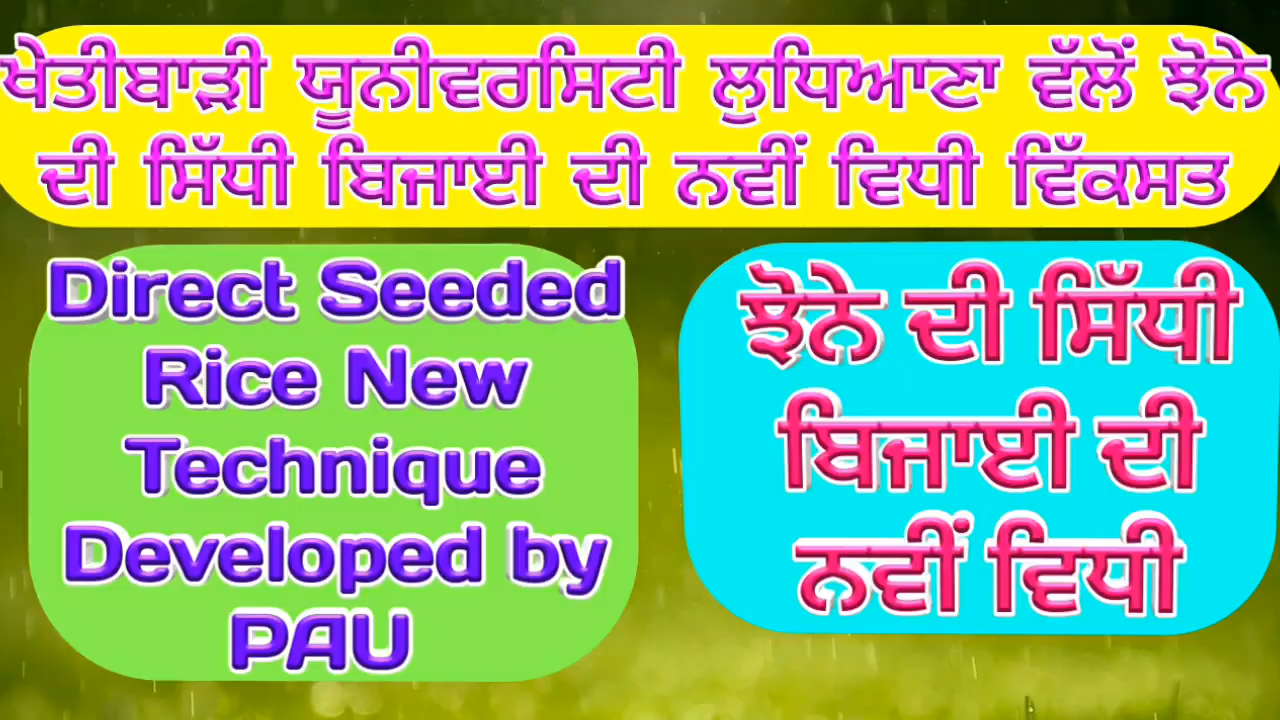 ਖੇਤੀਬਾੜੀ ਯੂਨੀਵਰਸਿਟੀ ਲੁਧਿਆਣਾ ਵੱਲੋਂ ਝੋਨੇ
ਦੀ ਸਿੱਧੀ ਬਿਜਾਈ ਦੀ ਨਵੀਂ ਵਿਧੀ ਵਿੱਕਸਤ
Direct Seeded
Rice New
Technique
Developed by
PAU
ਝੋਨੇ ਦੀ ਸਿੱਧੀ
ਬਿਜਾਈ ਦੀ
ਨਵੀਂ ਵਿਧੀ